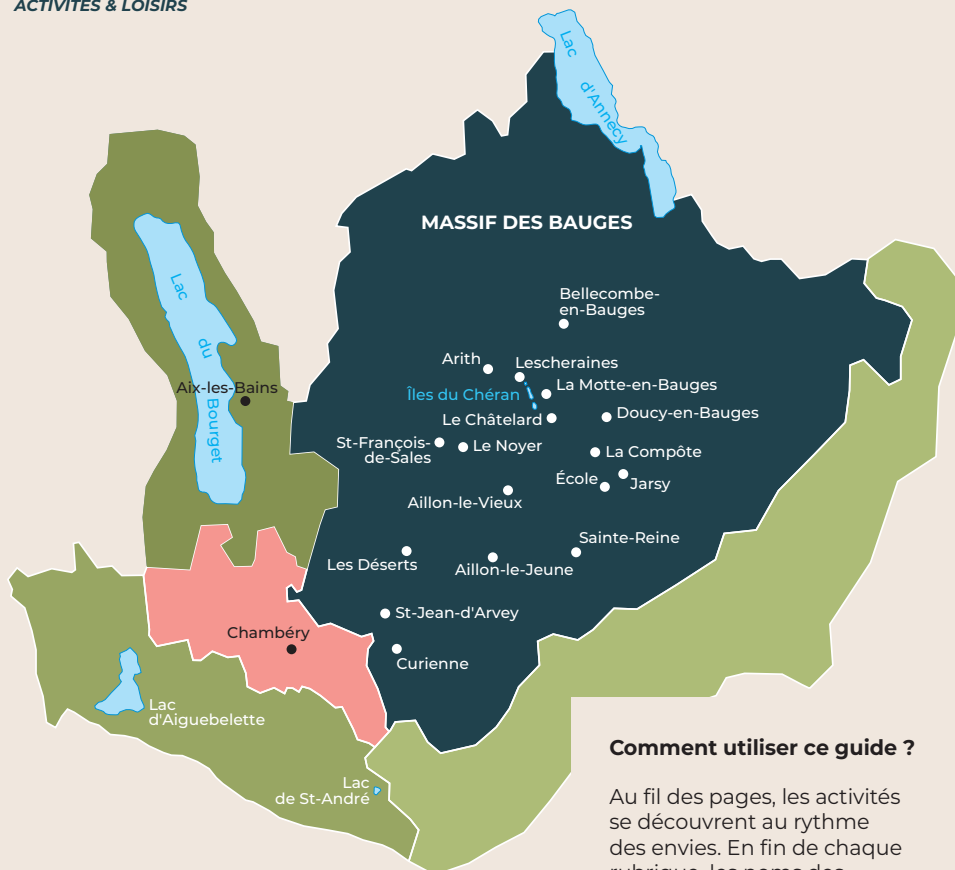 ACTIVITÉS & LOISIRS
Lac
d'Annecy
MASSIF DES BAUGES
Lac
du
Bourget
Bellecombe-
en-Bauges
Arith
Lescheraines
Aix-les-Bains
Îles du Chéran
La Motte-en-Bauges
Le Châtelard
Doucy-en-Bauges
St-François-
de-Sales
Le Noyer
La Compôte
École
Jarsy
Aillon-le-Vieux
Sainte-Reine
Les Déserts
Aillon-le-Jeune
St-Jean-d'Arvey
Chambéry
Curienne
Lac
d'Aiguebelette
Lac
de St-André
Comment utiliser ce guide ?
Au fil des pages, les activités
se découvrent au rythme
des envies. En fin de chaque
rubrique, les noms des